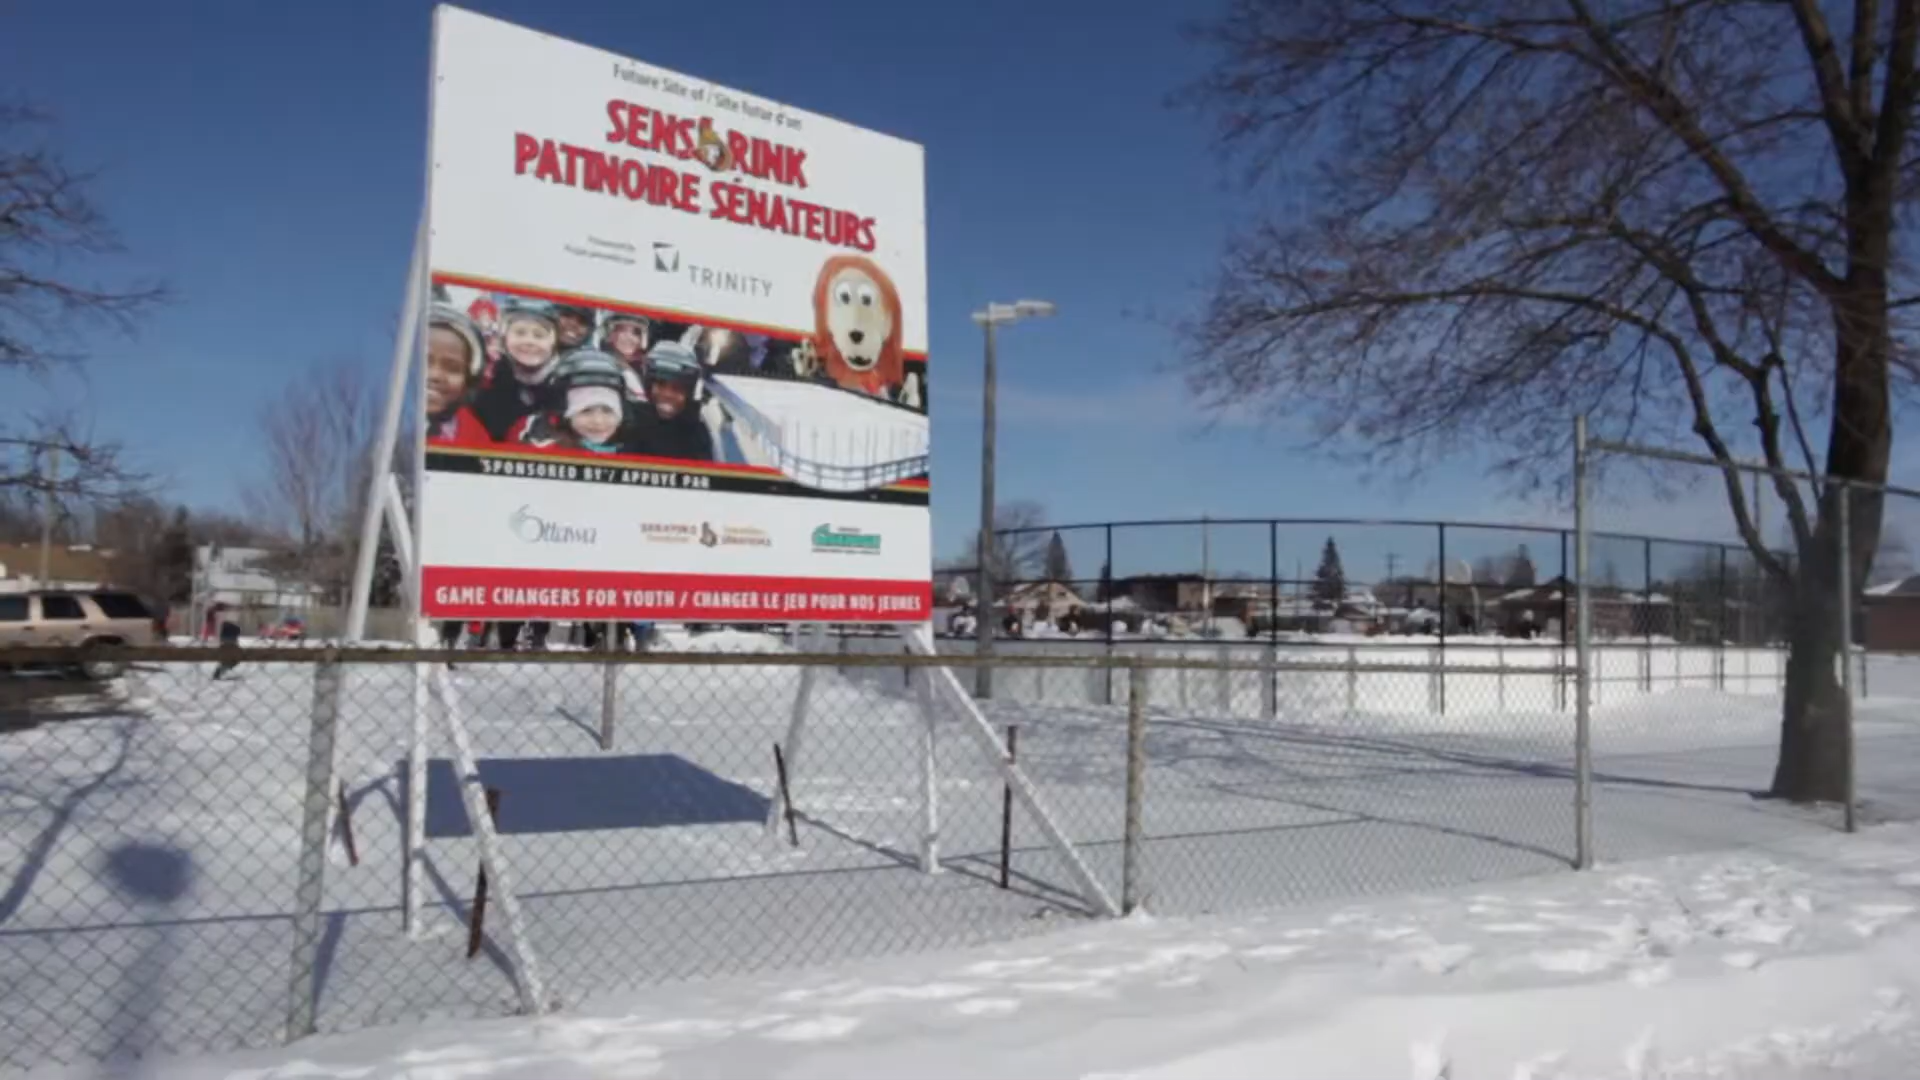 Future Site of / Site futur d'un
SENS RINK
PATINOIRE SÉNATEURS
TRINITY
SPONSORED BY / APPUYÉ PAR
Ottawa
GAME CHANGERS FOR YOUTH / CHANGER LE JEU POUR NOS JEUNES